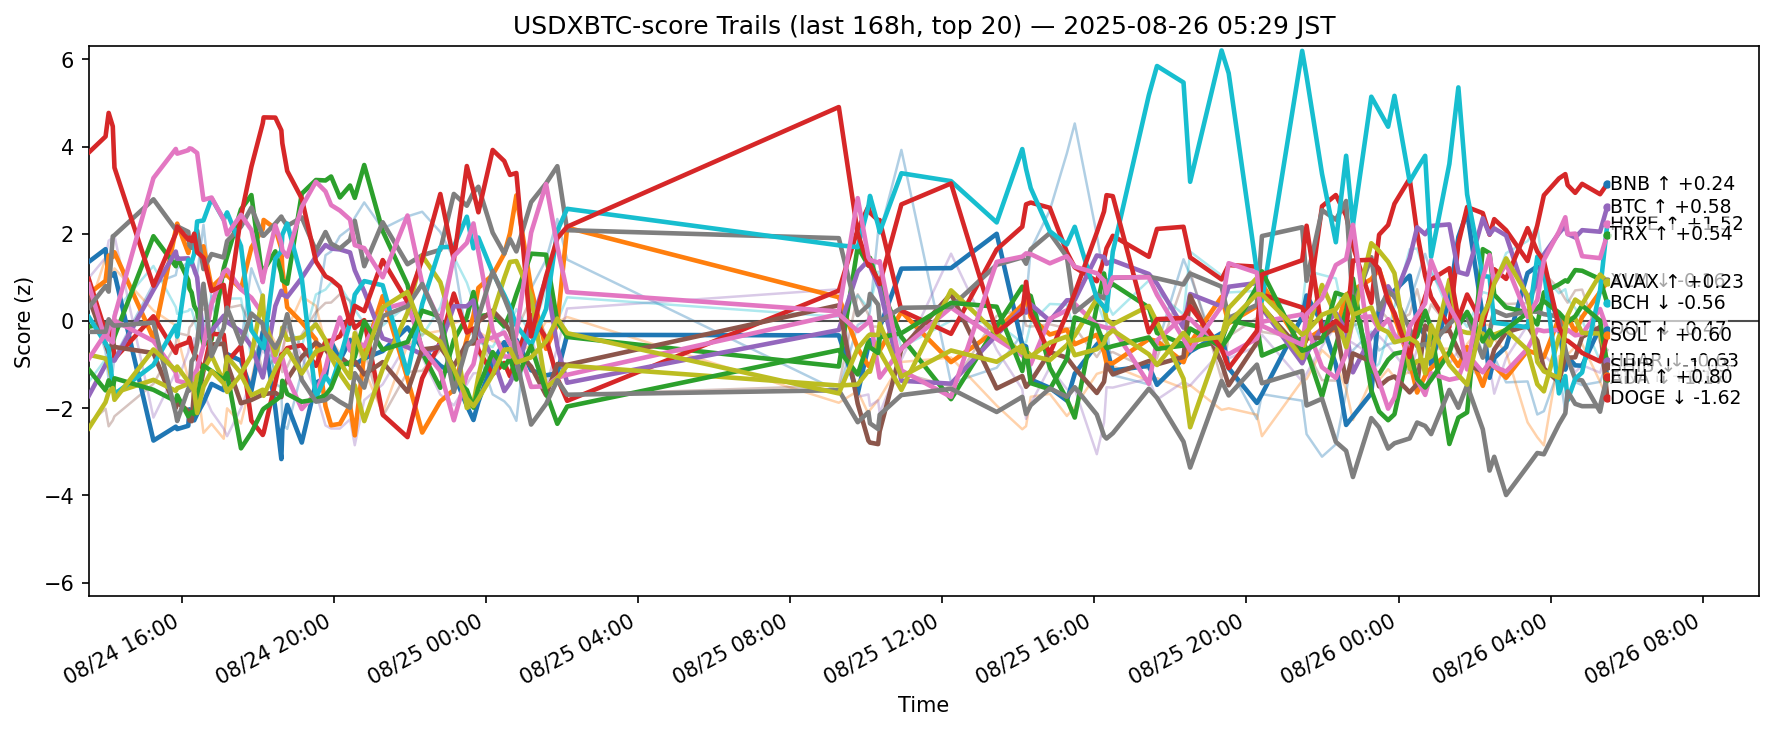 USDXBTC-score Trails (last 168h, top 20) — 2025-08-26 05:29 JST
Score (z)
6
4
2
0
−2
−4
−6
BNB ↑ +0.24
BTC ↑ +0.58
HYPE ↑ +1.52
TRX ↑ +0.54
AVAX ↑ +0.23
BCH ↓ -0.56
SOL ↑ +0.60
ETH ↑ +0.80
DOGE ↓ -1.62
08/24 16:00
08/24 20:00
08/25 00:00
08/25 04:00
08/25 08:00
08/25 12:00
08/25 16:00
08/25 20:00
08/26 00:00
08/26 04:00
08/26 08:00
Time